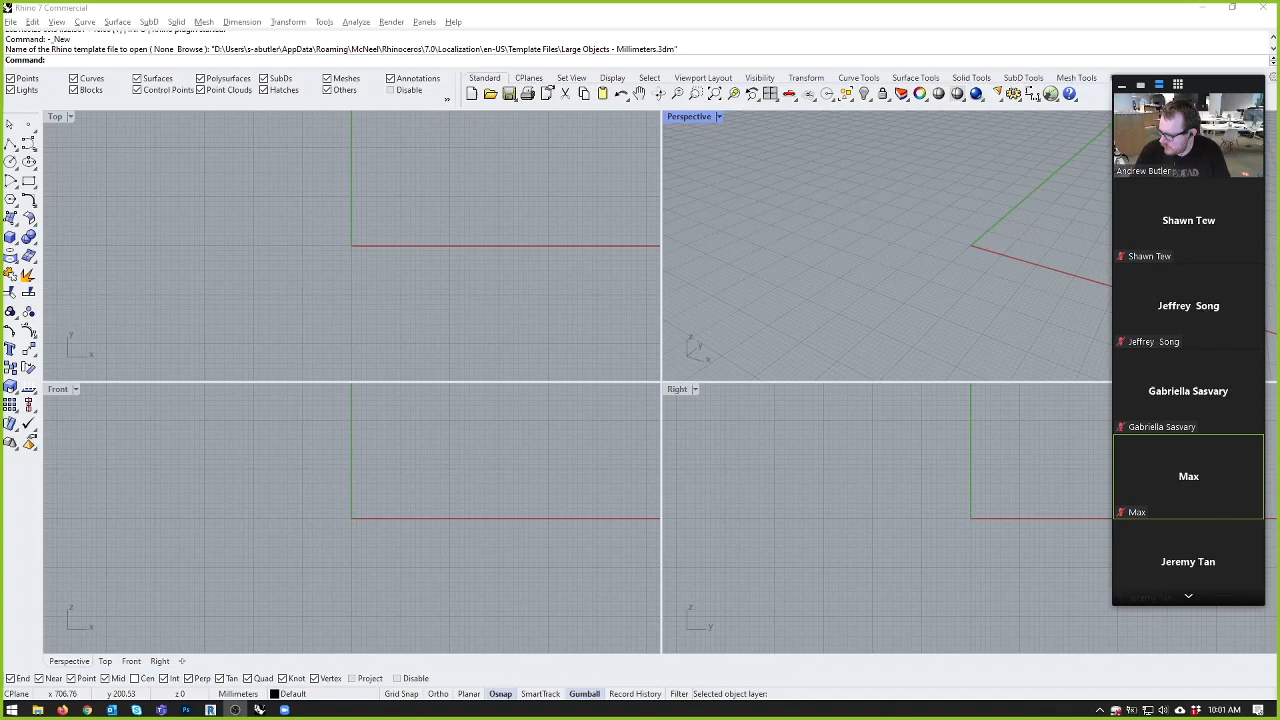 Rhino 7 Commercial
File Edit View Curve Surface SubD Solid Mesh Dimension Transform Tools Analyze Render Panels Help
Command: -_New
Name of the Rhino template file to open ( None Browse ): "D:\Users\s-abutler\AppData\Roaming\McNeel\Rhinoceros\7.0\Localization\en-US\Template Files\Large Objects - Millimeters.3dm"
Command:
Points Curves Surfaces Polysurfaces SubDs Meshes Annotations
Lights Blocks Control Points Point Clouds Hatches Others Disable
Standard CPlanes Set View Display Select Viewport Layout Visibility Transform Curve Tools Surface Tools Solid Tools SubD Tools Mesh Tools
Top
Perspective
Andrew Butler
Shawn Tew
Shawn Tew
Jeffrey Song
Jeffrey Song
Gabriella Sasvary
Gabriella Sasvary
Max
Max
Jeremy Tan
y
x
z
y
x
Front
Right
z
x
z
y
Perspective Top Front Right
End Near Point Mid Cen Int Perp Tan Quad Knot Vertex Project Disable
CPlane x 706.76 y 200.53 z 0 Millimeters Default Grid Snap Ortho Planar Osnap SmartTrack Gumball Record History Filter Selected object layer:
10:01 AM